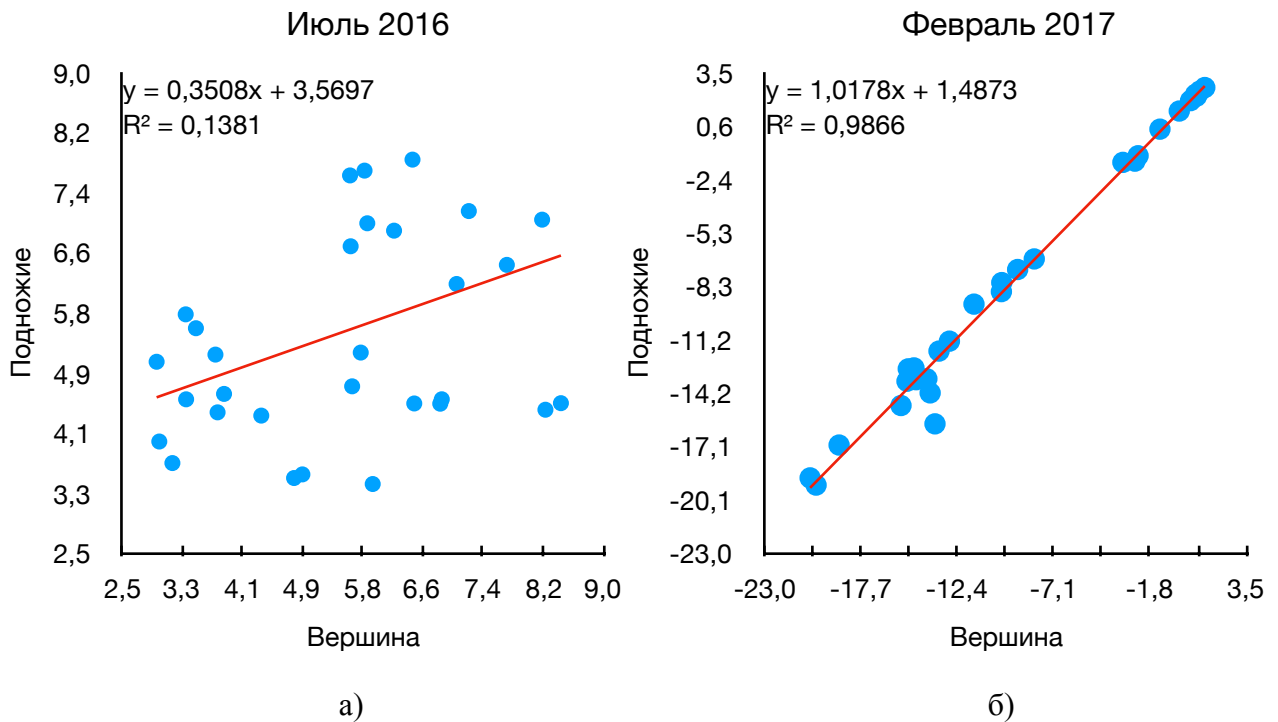 Июль 2016
9,0
8,2
7,4
6,6
5,8
4,9
4,1
3,3
2,5
y = 0,3508x + 3,5697
R² = 0,1381
Подножие
2,5 3,3 4,1 4,9 5,8 6,6 7,4 8,2 9,0
Вершина
а)
Февраль 2017
3,5
0,6
-2,4
-5,3
-8,3
-11,2
-14,2
-17,1
-20,1
-23,0
y = 1,0178x + 1,4873
R² = 0,9866
Подножие
-23,0 -17,7 -12,4 -7,1 -1,8 3,5
Вершина
б)